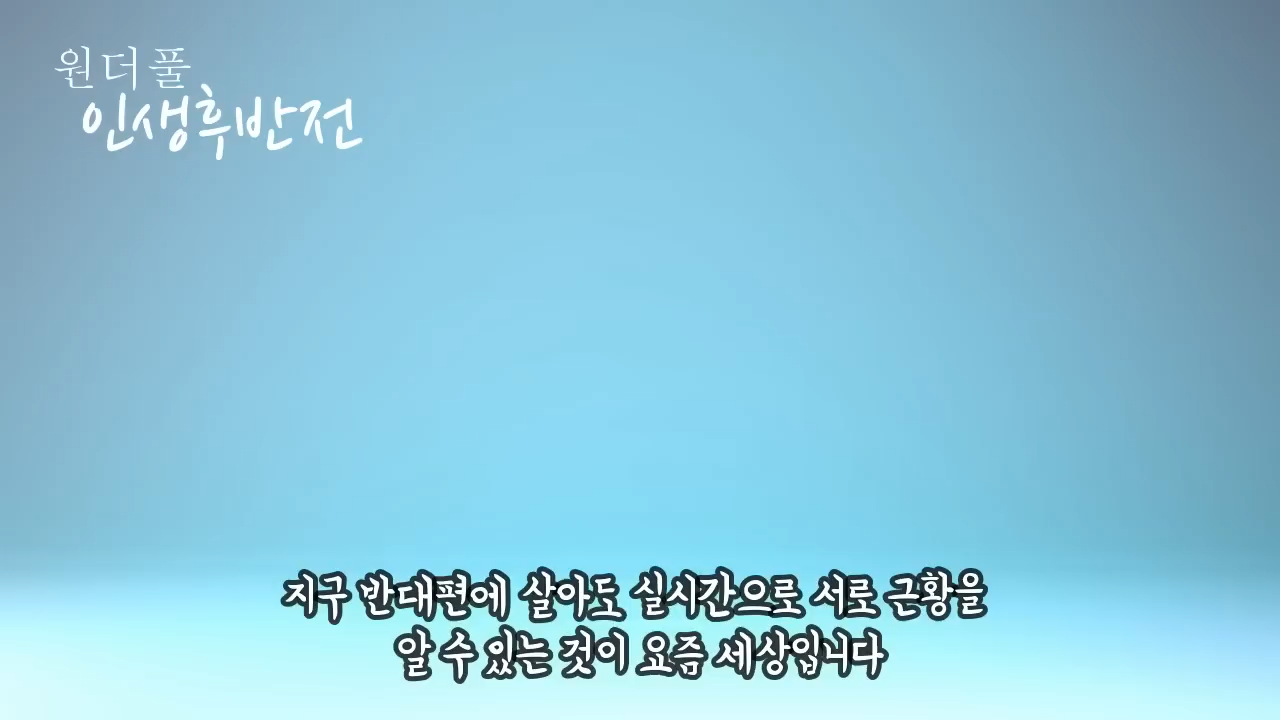 원더풀
인생후반전
지구 반대편에 살아도 실시간으로 서로 근황을
알 수 있는 것이 요즘 세상입니다